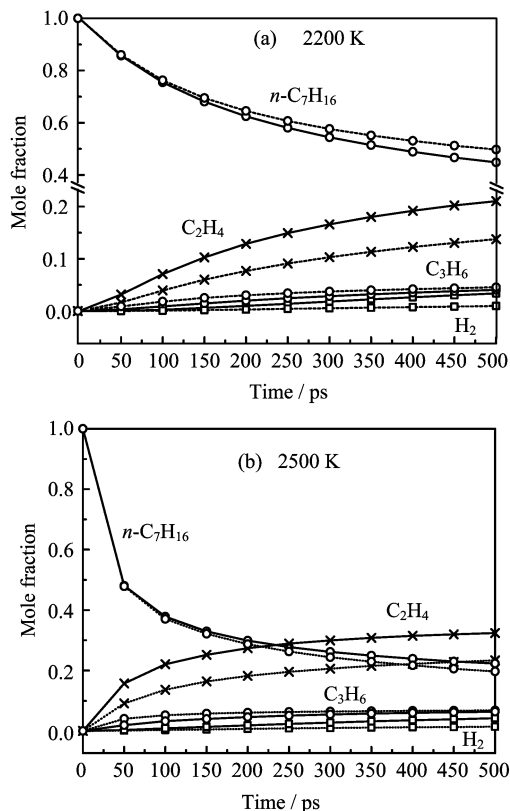 1.0
(a) 2200 K
0.8
n-C₇H₁₆
0.6
0.4
Mole fraction
0.2
C₂H₄
0.1
C₃H₆
0.0
H₂
0 50 100 150 200 250 300 350 400 450 500
Time / ps
1.0
(b) 2500 K
0.8
n-C₇H₁₆
0.6
Mole fraction
0.4
C₂H₄
0.2
C₃H₆
0.0
H₂
0 50 100 150 200 250 300 350 400 450 500
Time / ps